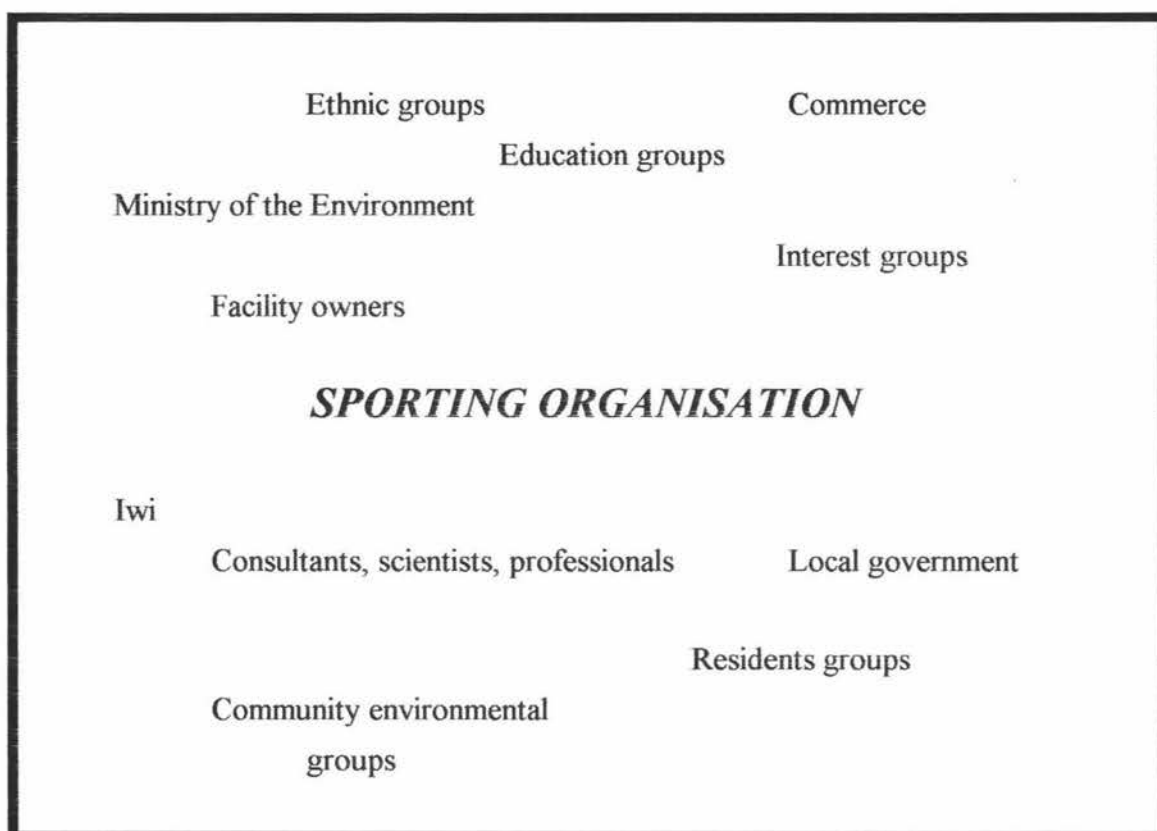 Ethnic groups Commerce
Education groups
Ministry of the Environment
Interest groups
Facility owners
SPORTING ORGANISATION
Iwi
Consultants, scientists, professionals Local government
Residents groups
Community environmental
groups